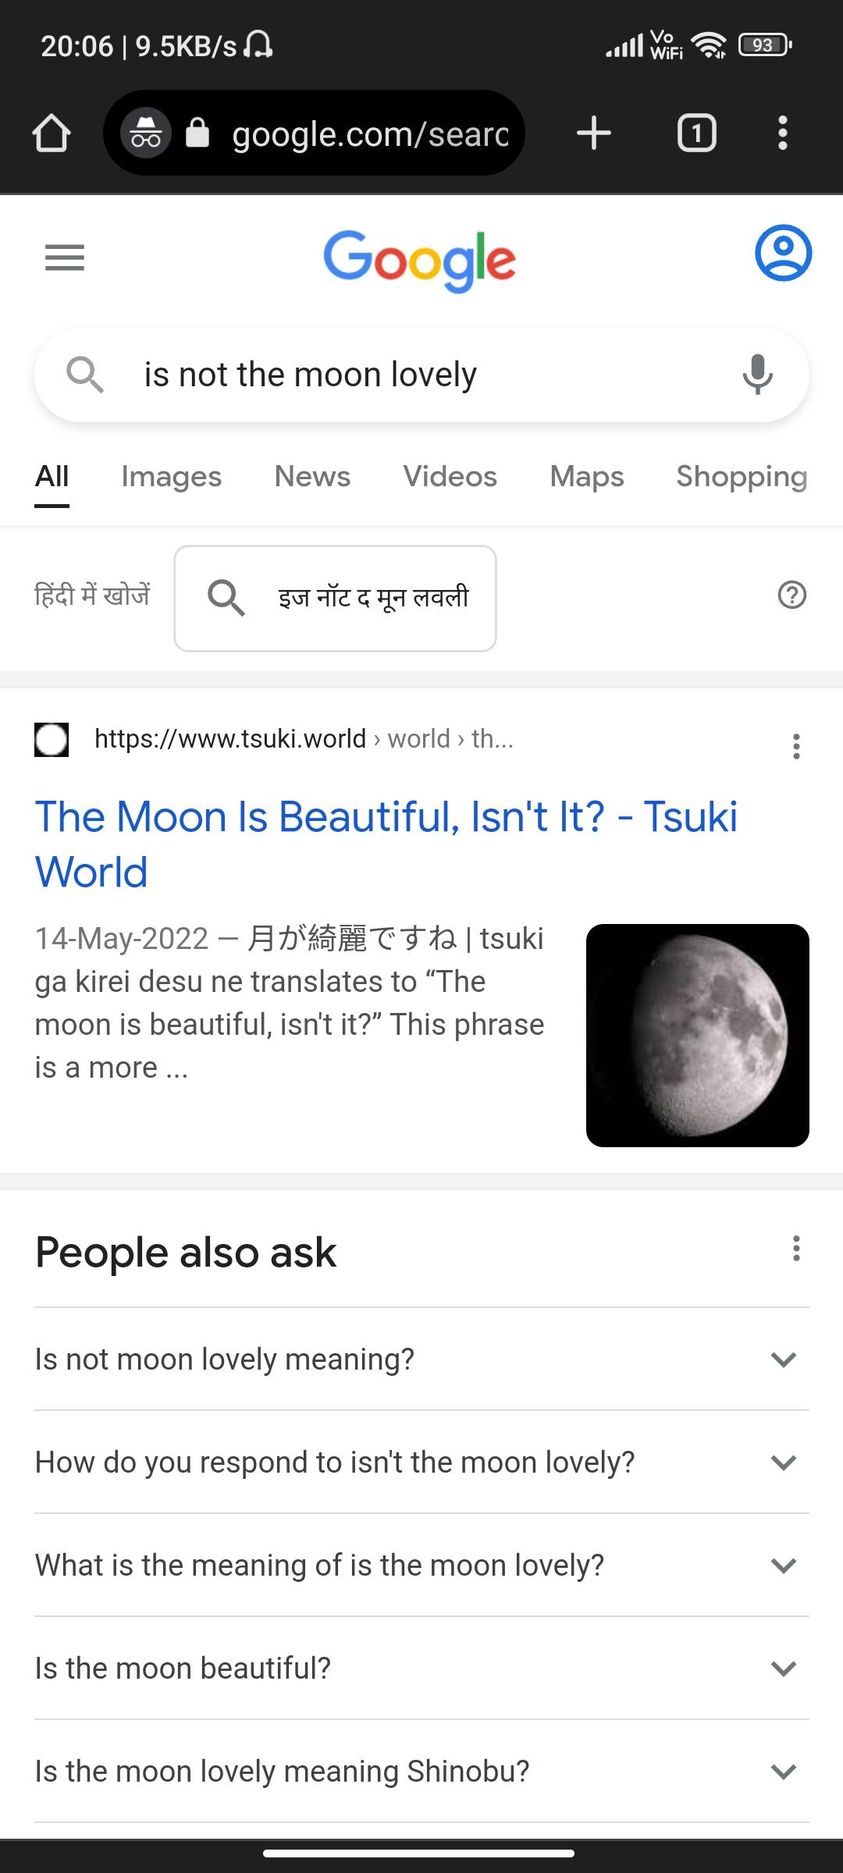 20:06 | 9.5KB/s
Vo
WiFi
93
google.com/searc
1
Google
is not the moon lovely
All Images News Videos Maps Shopping
हिंदी में खोजें
इज नॉट द मून लवली
https://www.tsuki.world › world › th...
The Moon Is Beautiful, Isn't It? - Tsuki
World
14-May-2022 — 月が綺麗ですね | tsuki
ga kirei desu ne translates to “The
moon is beautiful, isn't it?” This phrase
is a more ...
People also ask
Is not moon lovely meaning?
How do you respond to isn't the moon lovely?
What is the meaning of is the moon lovely?
Is the moon beautiful?
Is the moon lovely meaning Shinobu?